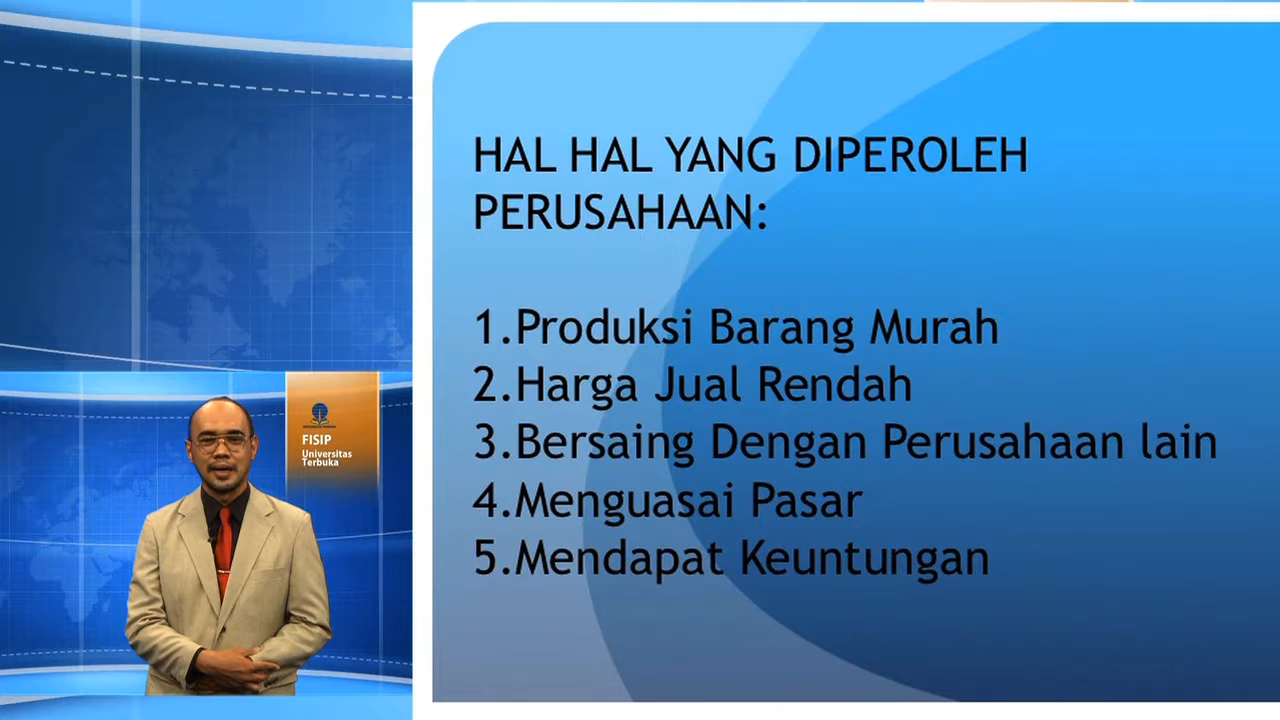 HAL HAL YANG DIPEROLEH
PERUSAHAAN:
1.Produksi Barang Murah
2.Harga Jual Rendah
3.Bersaing Dengan Perusahaan lain
4.Menguasai Pasar
5.Mendapat Keuntungan
FISIP
Universitas
Terbuka